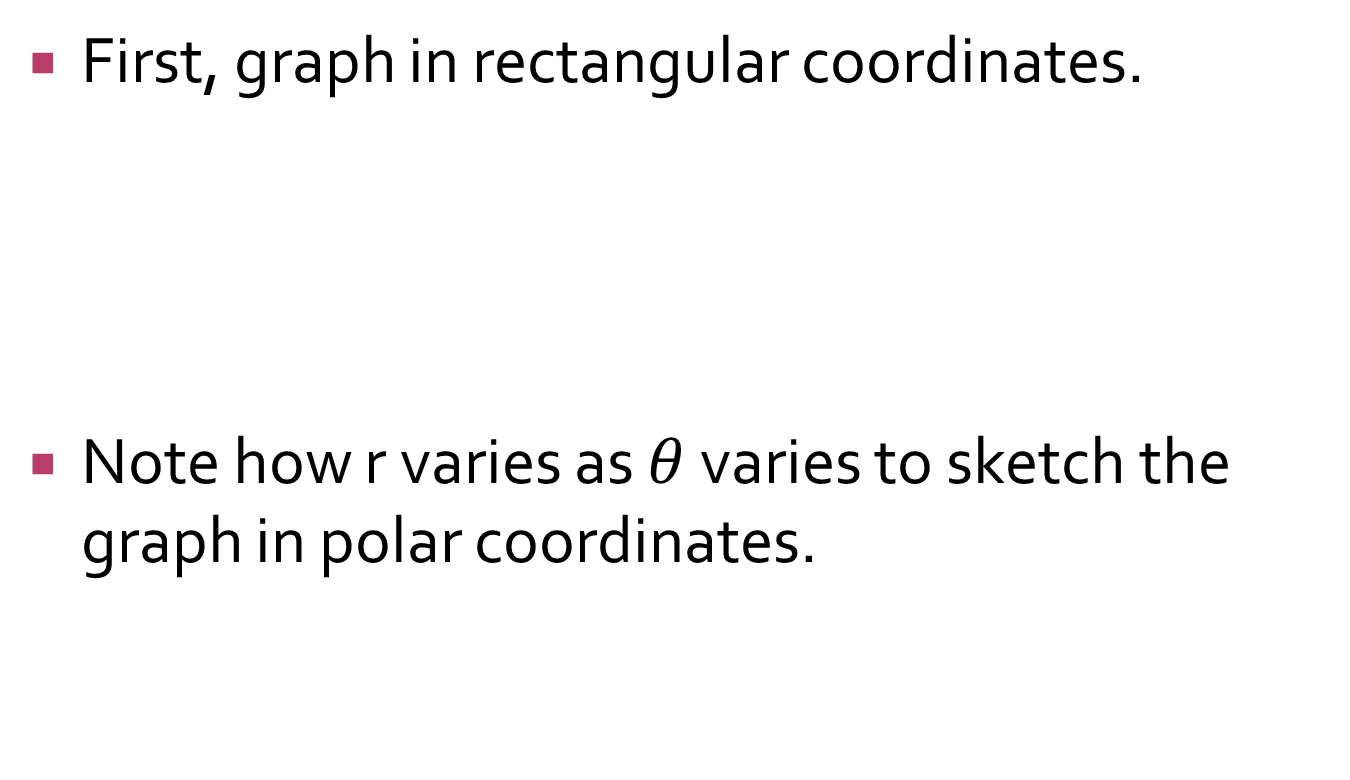 ▪ First, graph in rectangular coordinates.
▪ Note how r varies as 𝜃 varies to sketch the
graph in polar coordinates.